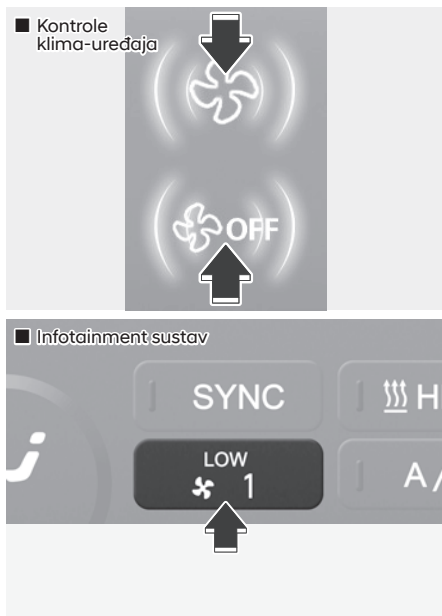 ■ Kontrole
klima-uređaja
OFF
■ Infotainment sustav
SYNC
H
LOW
1
A/